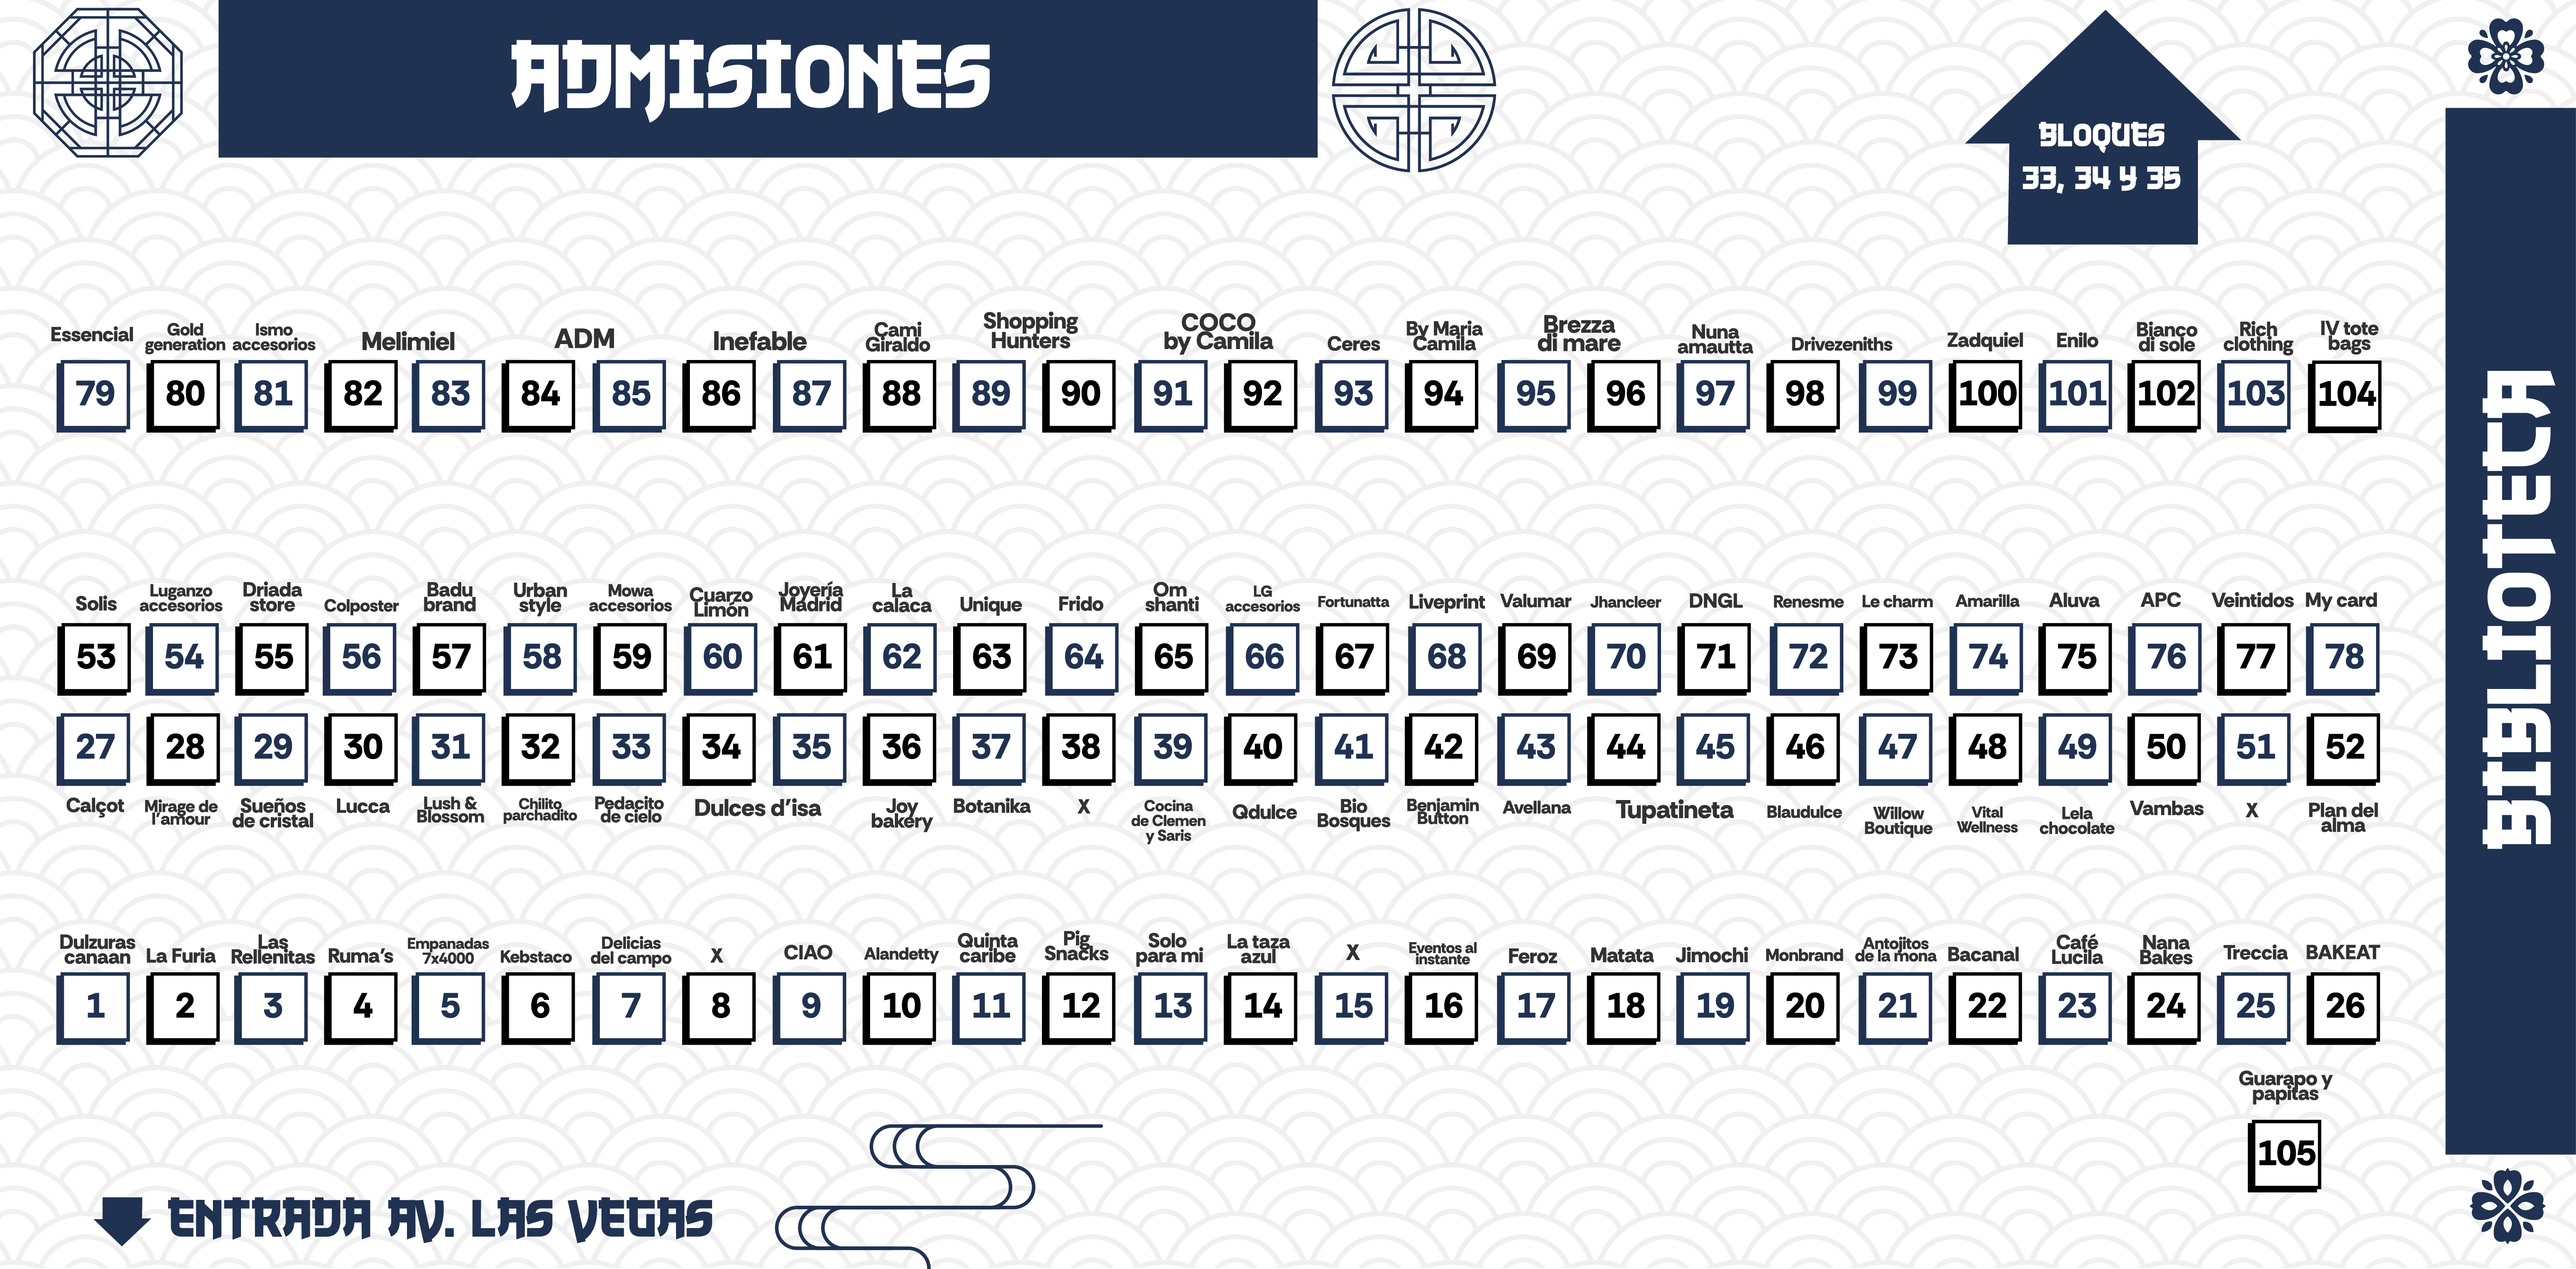 ADMISIONES
BLOQUES
33, 34 y 35
BIBLIOTECA
Essencial
Gold
generation
Ismo
accesorios
Melimiel
ADM
Inefable
Cami
Giraldo
Shopping
Hunters
COCO
by Camila
Ceres
By Maria
Camila
Brezza
di mare
Nuna
amautta
Drivezeniths
Zadquiel
Enilo
Bianco
di sole
Rich
clothing
IV tote
bags
79 80 81 82 83 84 85 86 87 88 89 90 91 92 93 94 95 96 97 98 99 100 101 102 103 104
Solis
Luganzo
accesorios
Driada
store
Colposter
Badu
brand
Urban
style
Mowa
accesorios
Cuarzo
Limón
Joyería
Madrid
La
calaca
Unique
Frido
Om
shanti
LG
accesorios
Fortunatta
Liveprint
Valumar
Jhancleer
DNGL
Renesme
Le charm
Amarilla
Aluva
APC
Veintidos
My card
53 54 55 56 57 58 59 60 61 62 63 64 65 66 67 68 69 70 71 72 73 74 75 76 77 78
27 28 29 30 31 32 33 34 35 36 37 38 39 40 41 42 43 44 45 46 47 48 49 50 51 52
Calçot
Mirage de
l'amour
Sueños
de cristal
Lucca
Lush &
Blossom
Chilito
parchadito
Pedacito
de cielo
Dulces d'isa
Joy
bakery
Botanika
X
Cocina
de Clemen
y Saris
Qdulce
Bio
Bosques
Benjamin
Button
Avellana
Tupatineta
Blaudulce
Willow
Boutique
Vital
Wellness
Lela
chocolate
Vambas
X
Plan del
alma
Dulzuras
canaan
La Furia
Las
Rellenitas
Ruma's
Empanadas
7x4000
Kebstaco
Delicias
del campo
X
CIAO
Alandetty
Quinta
caribe
Pig
Snacks
Solo
para mi
La taza
azul
X
Eventos al
instante
Feroz
Matata
Jimochi
Monbrand
Antojitos
de la mona
Bacanal
Café
Lucila
Nana
Bakes
Treccia
BAKEAT
1 2 3 4 5 6 7 8 9 10 11 12 13 14 15 16 17 18 19 20 21 22 23 24 25 26
Guarapo y
papitas
105
ENTRADA AV. LAS VEGAS